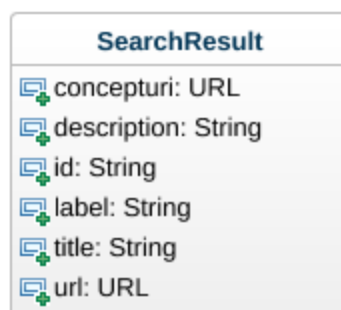 SearchResult
concepturi: URL
description: String
id: String
label: String
title: String
url: URL